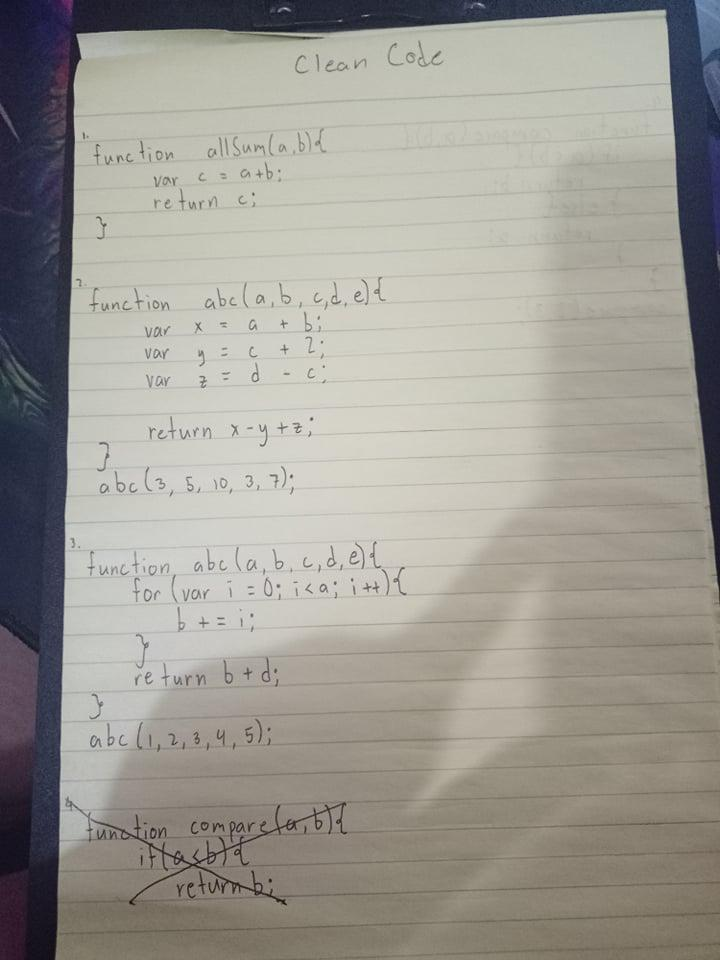 Clean Code
1.
function allSum(a,b){
var c = a+b;
return c;
}
2.
function abc(a, b, c,d, e){
var x = a + b;
var y = c + 2;
var z = d - c;
return x - y + z;
}
abc(3, 5, 10, 3, 7);
3.
function abc(a, b, c, d, e){
for (var i = 0; i < a; i ++){
b += i;
}
return b + d;
}
abc(1, 2, 3, 4, 5);
4.
function compare(a, b){
if(a < b){
return b;